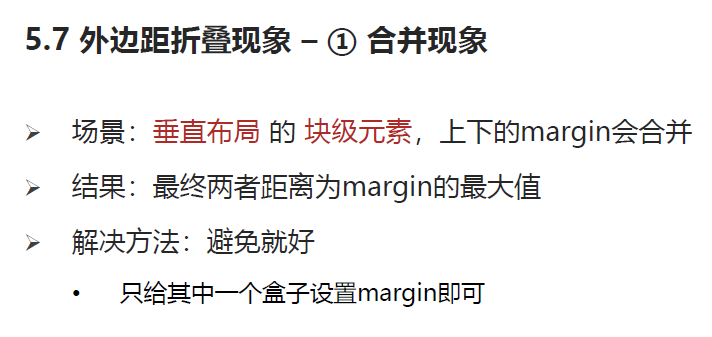 5.7 外边距折叠现象 – ① 合并现象
➢ 场景：垂直布局 的 块级元素，上下的margin会合并
➢ 结果：最终两者距离为margin的最大值
➢ 解决方法：避免就好
• 只给其中一个盒子设置margin即可